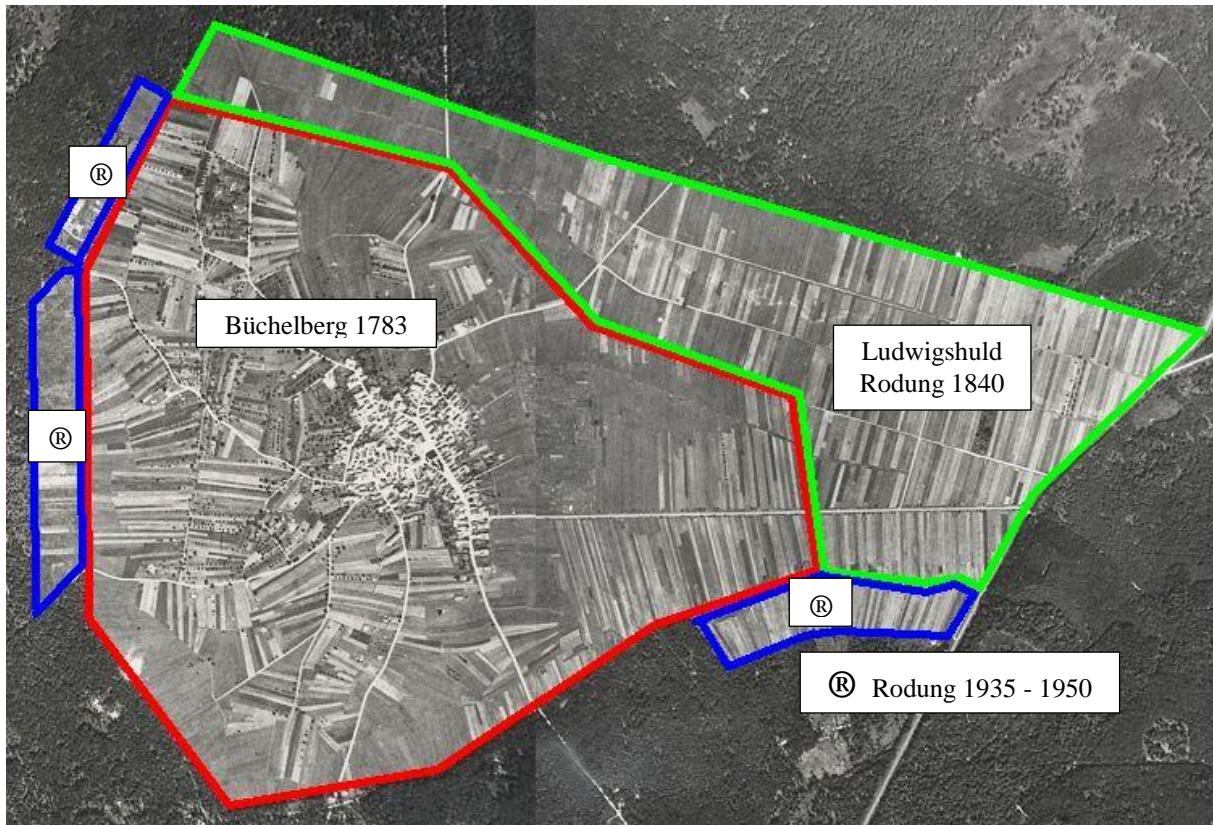 ®
Büchelberg 1783
Ludwigshuld
Rodung 1840
®
®
® Rodung 1935 - 1950